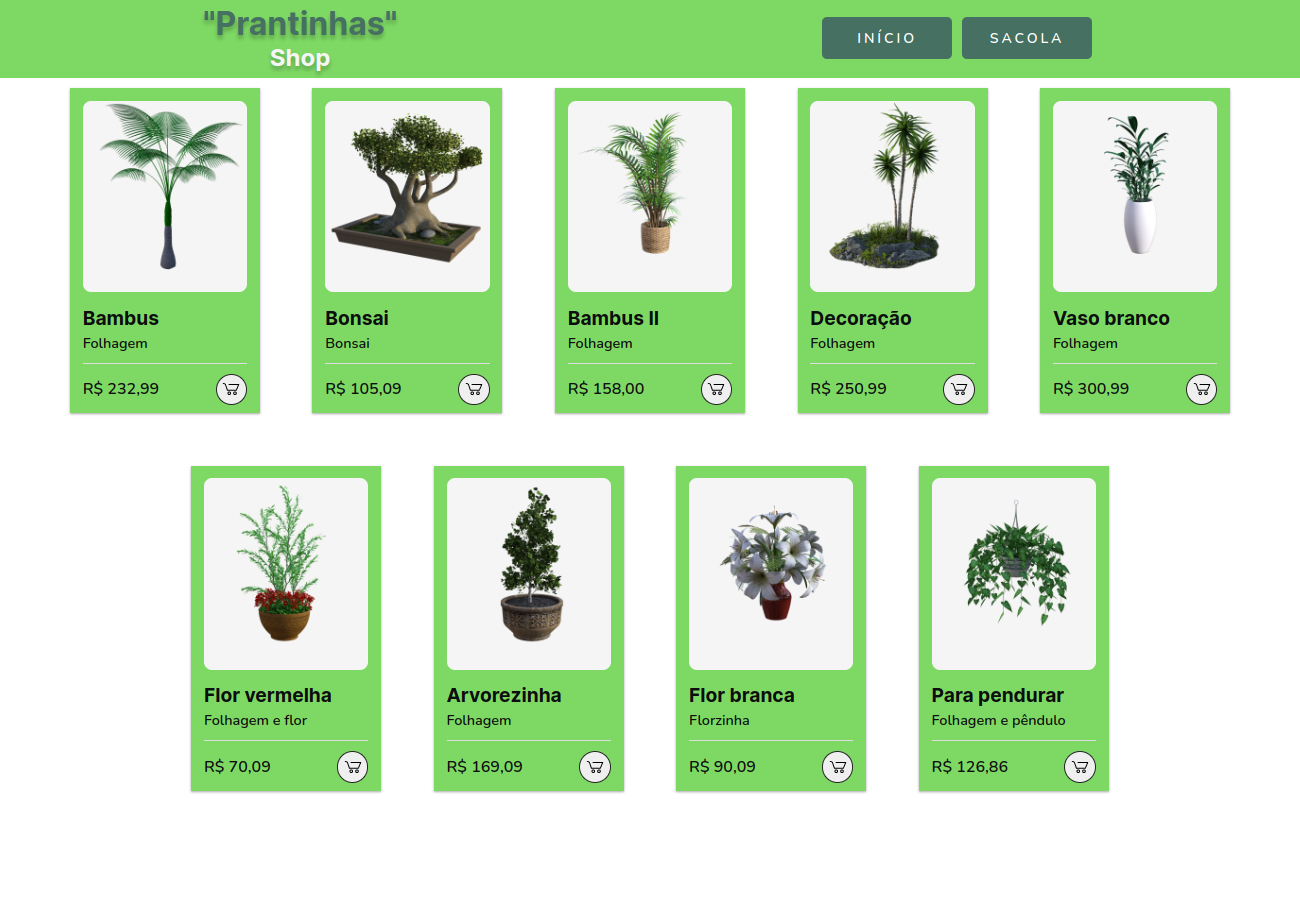 "Prantinhas"
Shop
INÍCIO
SACOLA
Bambus
Folhagem
R$ 232,99
Bonsai
Bonsai
R$ 105,09
Bambus II
Folhagem
R$ 158,00
Decoração
Folhagem
R$ 250,99
Vaso branco
Folhagem
R$ 300,99
Flor vermelha
Folhagem e flor
R$ 70,09
Arvorezinha
Folhagem
R$ 169,09
Flor branca
Florzinha
R$ 90,09
Para pendurar
Folhagem e pêndulo
R$ 126,86